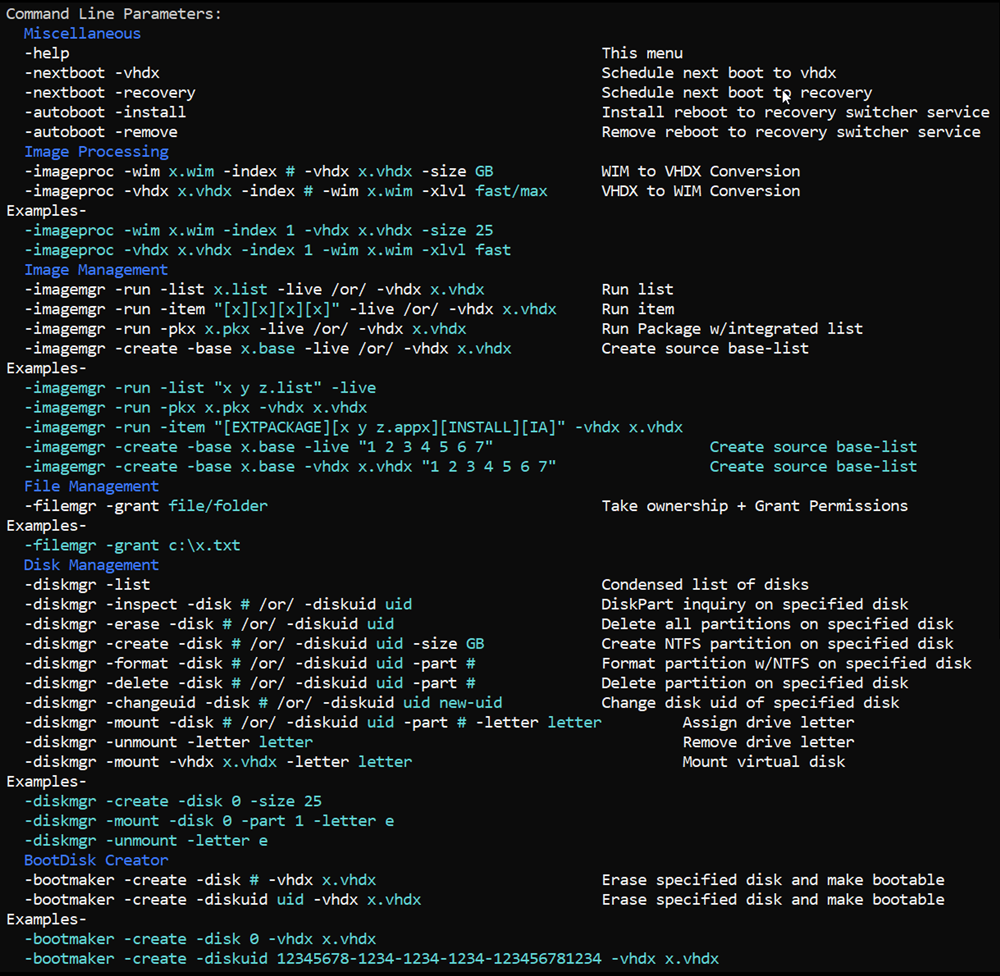 Command Line Parameters:
Miscellaneous
-help This menu
-nextboot -vhdx Schedule next boot to vhdx
-nextboot -recovery Schedule next boot to recovery
-autoboot -install Install reboot to recovery switcher service
-autoboot -remove Remove reboot to recovery switcher service
Image Processing
-imageproc -wim x.wim -index # -vhdx x.vhdx -size GB WIM to VHDX Conversion
-imageproc -vhdx x.vhdx -index # -wim x.wim -xlvl fast/max VHDX to WIM Conversion
Examples-
-imageproc -wim x.wim -index 1 -vhdx x.vhdx -size 25
-imageproc -vhdx x.vhdx -index 1 -wim x.wim -xlvl fast
Image Management
-imagemgr -run -list x.list -live /or/ -vhdx x.vhdx Run list
-imagemgr -run -item "[x][x][x][x]" -live /or/ -vhdx x.vhdx Run item
-imagemgr -run -pkx x.pkx -live /or/ -vhdx x.vhdx Run Package w/integrated list
-imagemgr -create -base x.base -live /or/ -vhdx x.vhdx Create source base-list
Examples-
-imagemgr -run -list "x y z.list" -live
-imagemgr -run -pkx x.pkx -vhdx x.vhdx
-imagemgr -run -item "[EXTPACKAGE][x y z.appx][INSTALL][IA]" -vhdx x.vhdx
-imagemgr -create -base x.base -live "1 2 3 4 5 6 7" Create source base-list
-imagemgr -create -base x.base -vhdx x.vhdx "1 2 3 4 5 6 7" Create source base-list
File Management
-filemgr -grant file/folder Take ownership + Grant Permissions
Examples-
-filemgr -grant c:\x.txt
Disk Management
-diskmgr -list Condensed list of disks
-diskmgr -inspect -disk # /or/ -diskuid uid DiskPart inquiry on specified disk
-diskmgr -erase -disk # /or/ -diskuid uid Delete all partitions on specified disk
-diskmgr -create -disk # /or/ -diskuid uid -size GB Create NTFS partition on specified disk
-diskmgr -format -disk # /or/ -diskuid uid -part # Format partition w/NTFS on specified disk
-diskmgr -delete -disk # /or/ -diskuid uid -part # Delete partition on specified disk
-diskmgr -changeuid -disk # /or/ -diskuid uid new-uid Change disk uid of specified disk
-diskmgr -mount -disk # /or/ -diskuid uid -part # -letter letter Assign drive letter
-diskmgr -unmount -letter letter Remove drive letter
-diskmgr -mount -vhdx x.vhdx -letter letter Mount virtual disk
Examples-
-diskmgr -create -disk 0 -size 25
-diskmgr -mount -disk 0 -part 1 -letter e
-diskmgr -unmount -letter e
BootDisk Creator
-bootmaker -create -disk # -vhdx x.vhdx Erase specified disk and make bootable
-bootmaker -create -diskuid uid -vhdx x.vhdx Erase specified disk and make bootable
Examples-
-bootmaker -create -disk 0 -vhdx x.vhdx
-bootmaker -create -diskuid 12345678-1234-1234-1234-123456781234 -vhdx x.vhdx